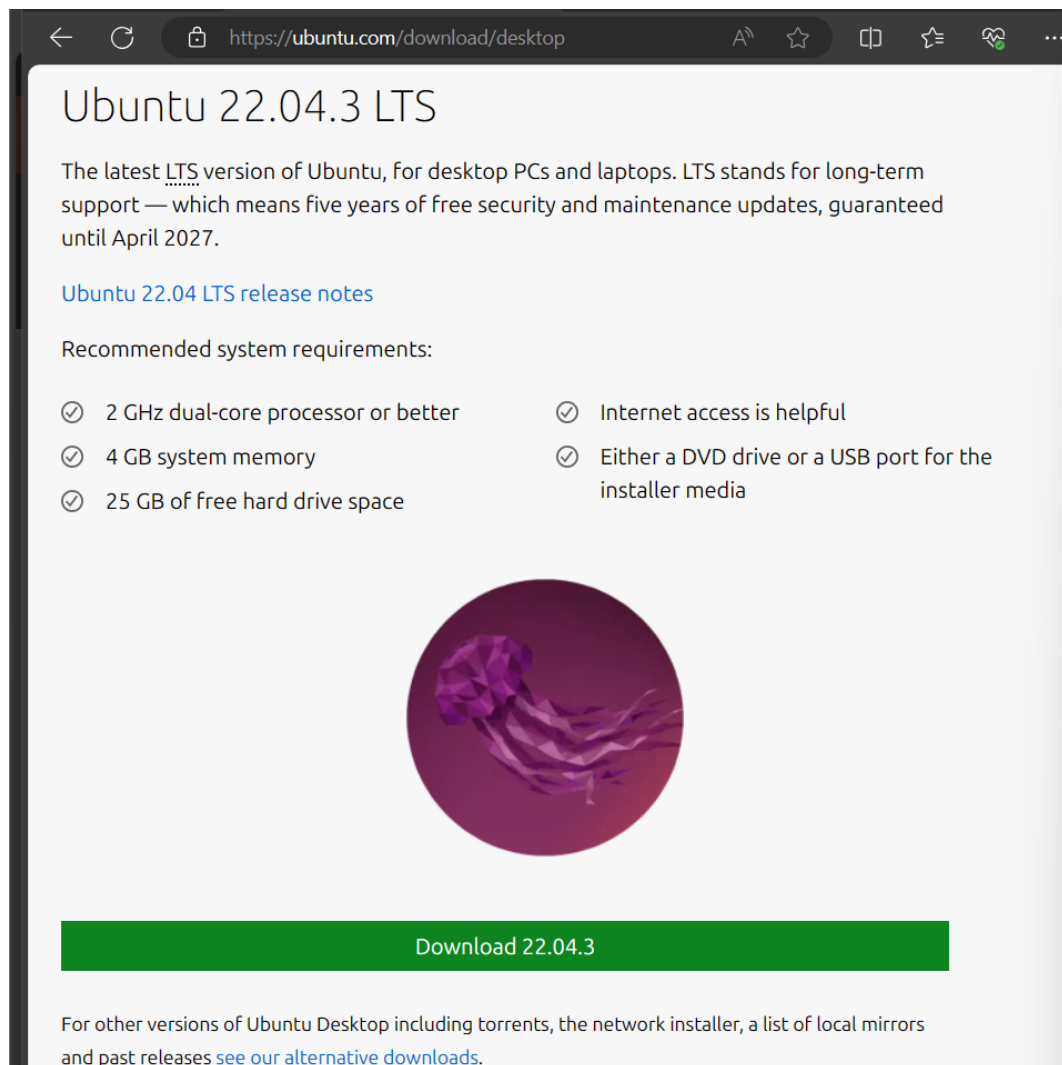 https://ubuntu.com/download/desktop
Ubuntu 22.04.3 LTS
The latest LTS version of Ubuntu, for desktop PCs and laptops. LTS stands for long-term
support — which means five years of free security and maintenance updates, guaranteed
until April 2027.
Ubuntu 22.04 LTS release notes
Recommended system requirements:
2 GHz dual-core processor or better
4 GB system memory
25 GB of free hard drive space
Internet access is helpful
Either a DVD drive or a USB port for the
installer media
Download 22.04.3
For other versions of Ubuntu Desktop including torrents, the network installer, a list of local mirrors
and past releases see our alternative downloads.